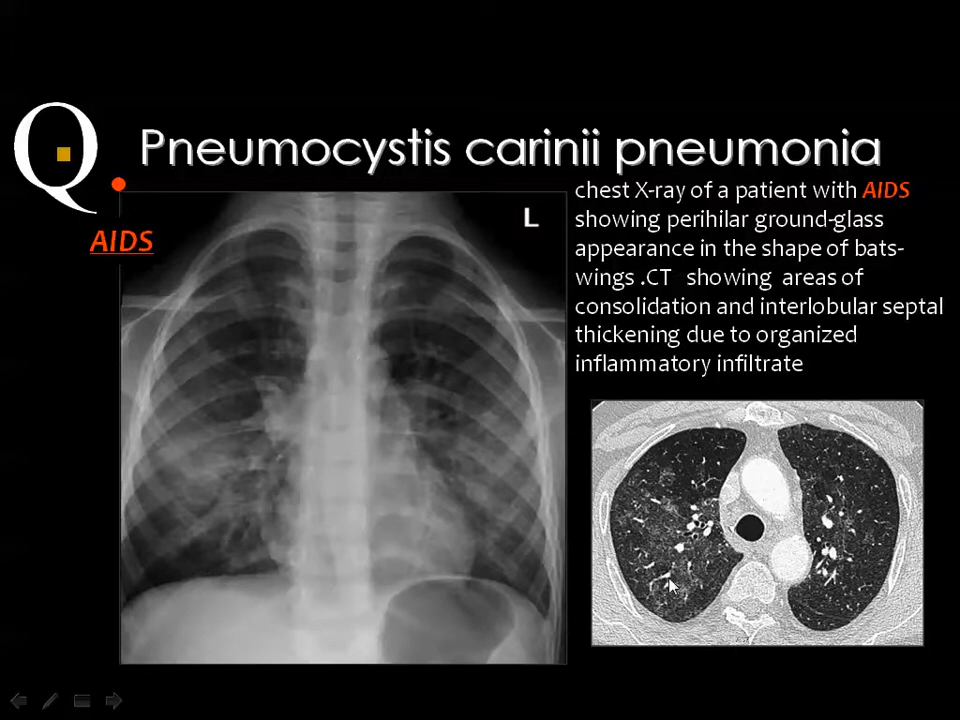 Q
Pneumocystis carinii pneumonia
AIDS
L
chest X-ray of a patient with AIDS
showing perihilar ground-glass
appearance in the shape of bats-
wings .CT showing areas of
consolidation and interlobular septal
thickening due to organized
inflammatory infiltrate